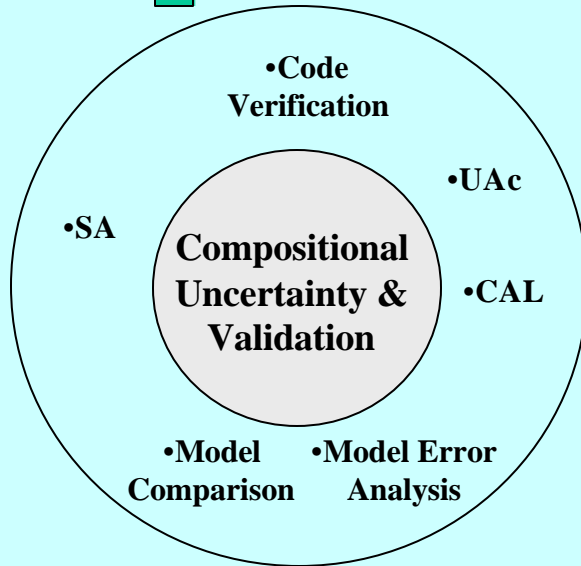 •Code
Verification
•UAc
•SA
•CAL
Compositional
Uncertainty &
Validation
•Model
Comparison
•Model Error
Analysis